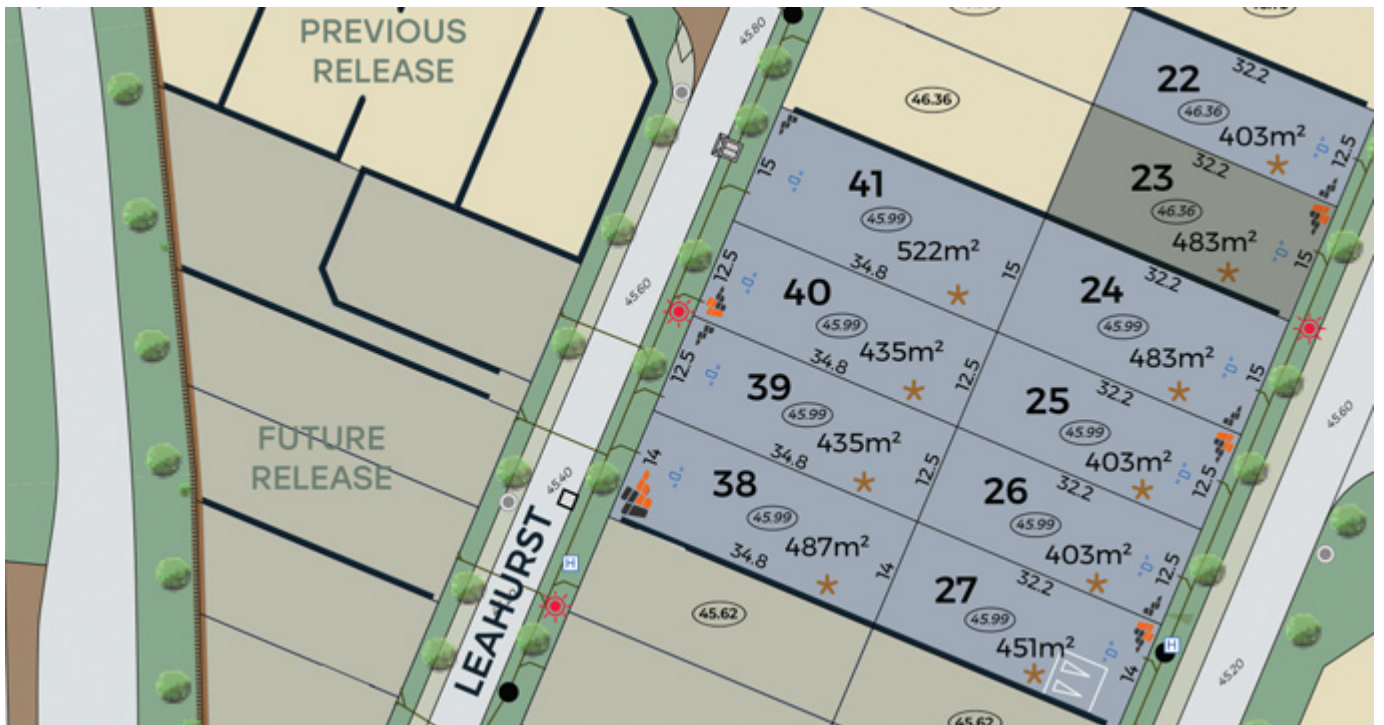 PREVIOUS
RELEASE
45.80
46.36
22
32.2
46.36
403m²
12.5
23
32.2
46.36
483m²
15
41
15
45.99
522m²
34.8
15
24
32.2
45.99
483m²
15
40
12.5
45.99
435m²
34.8
12.5
25
32.2
45.99
403m²
12.5
39
12.5
45.99
435m²
34.8
12.5
26
32.2
45.99
403m²
12.5
38
14
45.99
487m²
34.8
14
27
32.2
45.99
451m²
14
45.60
45.40
FUTURE
RELEASE
LEAHURST
H
45.62
45.62
H
45.60
45.20
"D"
"D"
"D"
"D"
"D"
"D"
"D"
"D"
"D"
"D"